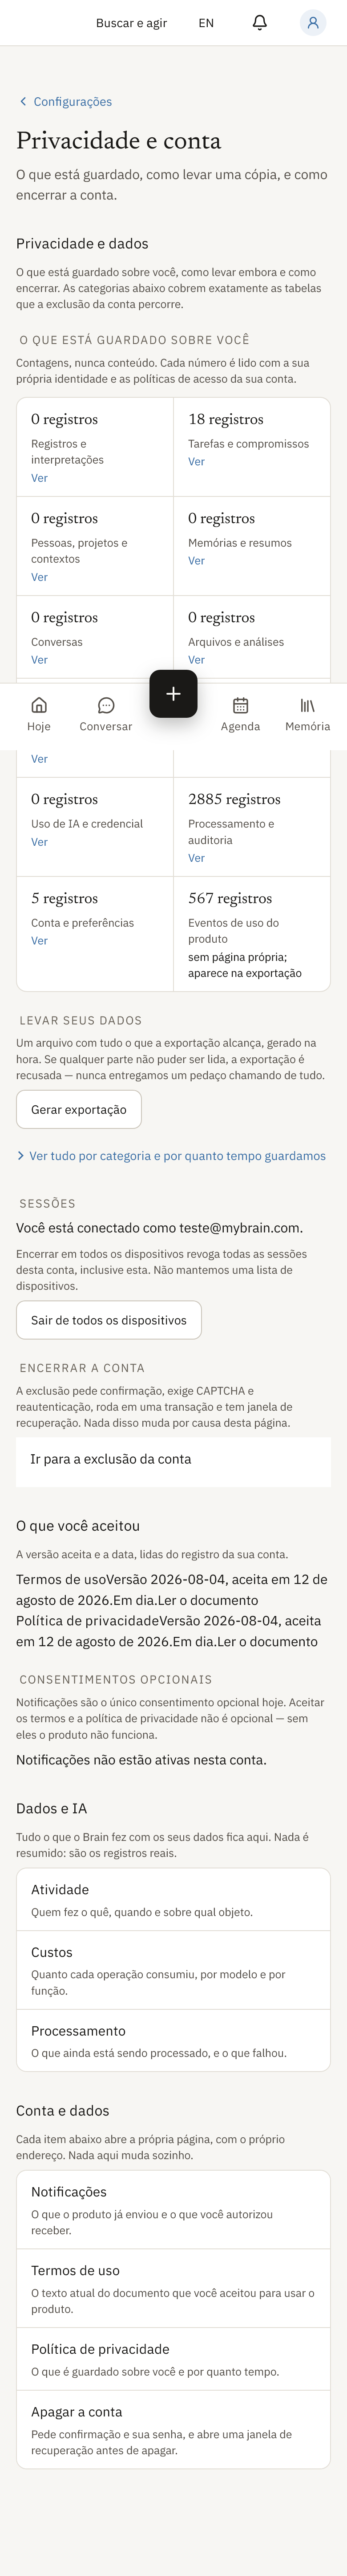 Buscar e agir
EN
Configurações
Privacidade e conta
O que está guardado, como levar uma cópia, e como
encerrar a conta.
Privacidade e dados
O que está guardado sobre você, como levar embora e como
encerrar. As categorias abaixo cobrem exatamente as tabelas
que a exclusão da conta percorre.
O QUE ESTÁ GUARDADO SOBRE VOCÊ
Contagens, nunca conteúdo. Cada número é lido com a sua
própria identidade e as políticas de acesso da sua conta.
0 registros
Registros e
interpretações
Ver
18 registros
Tarefas e compromissos
Ver
0 registros
Pessoas, projetos e
contextos
Ver
0 registros
Memórias e resumos
Ver
0 registros
Conversas
Ver
0 registros
Arquivos e análises
Ver
Hoje
Conversar
Agenda
Memória
Ver
0 registros
Uso de IA e credencial
Ver
2885 registros
Processamento e
auditoria
Ver
5 registros
Conta e preferências
Ver
567 registros
Eventos de uso do
produto
sem página própria;
aparece na exportação
LEVAR SEUS DADOS
Um arquivo com tudo o que a exportação alcança, gerado na
hora. Se qualquer parte não puder ser lida, a exportação é
recusada — nunca entregamos um pedaço chamando de tudo.
Gerar exportação
Ver tudo por categoria e por quanto tempo guardamos
SESSÕES
Você está conectado como teste@mybrain.com.
Encerrar em todos os dispositivos revoga todas as sessões
desta conta, inclusive esta. Não mantemos uma lista de
dispositivos.
Sair de todos os dispositivos
ENCERRAR A CONTA
A exclusão pede confirmação, exige CAPTCHA e
reautenticação, roda em uma transação e tem janela de
recuperação. Nada disso muda por causa desta página.
Ir para a exclusão da conta
O que você aceitou
A versão aceita e a data, lidas do registro da sua conta.
Termos de usoVersão 2026-08-04, aceita em 12 de
agosto de 2026.Em dia.Ler o documento
Política de privacidadeVersão 2026-08-04, aceita
em 12 de agosto de 2026.Em dia.Ler o documento
CONSENTIMENTOS OPCIONAIS
Notificações são o único consentimento opcional hoje. Aceitar
os termos e a política de privacidade não é opcional — sem
eles o produto não funciona.
Notificações não estão ativas nesta conta.
Dados e IA
Tudo o que o Brain fez com os seus dados fica aqui. Nada é
resumido: são os registros reais.
Atividade
Quem fez o quê, quando e sobre qual objeto.
Custos
Quanto cada operação consumiu, por modelo e por
função.
Processamento
O que ainda está sendo processado, e o que falhou.
Conta e dados
Cada item abaixo abre a própria página, com o próprio
endereço. Nada aqui muda sozinho.
Notificações
O que o produto já enviou e o que você autorizou
receber.
Termos de uso
O texto atual do documento que você aceitou para usar o
produto.
Política de privacidade
O que é guardado sobre você e por quanto tempo.
Apagar a conta
Pede confirmação e sua senha, e abre uma janela de
recuperação antes de apagar.